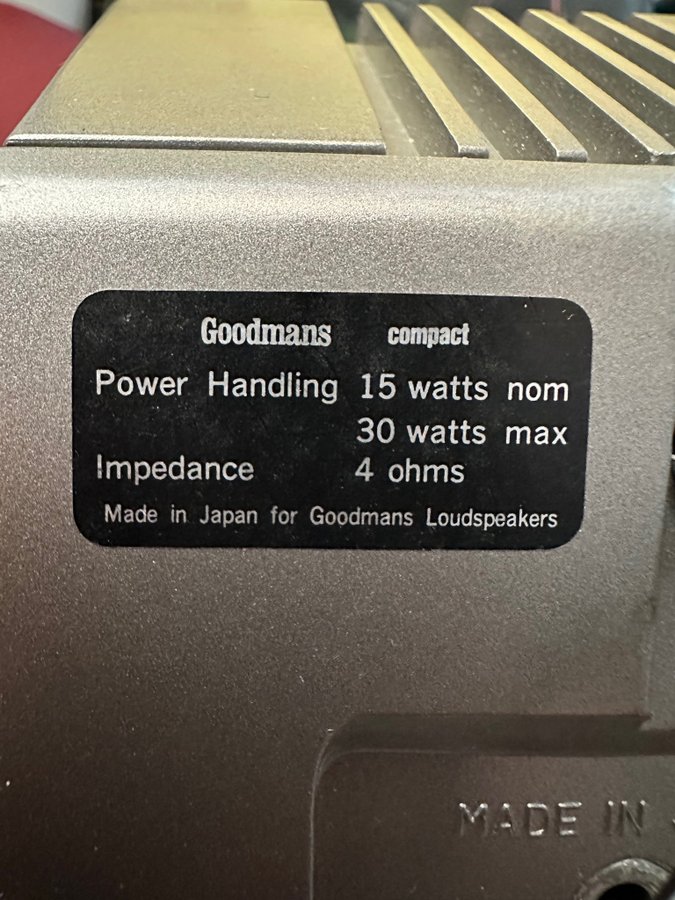 Goodmans compact
Power Handling 15 watts nom
30 watts max
Impedance 4 ohms
Made in Japan for Goodmans Loudspeakers
MADE IN